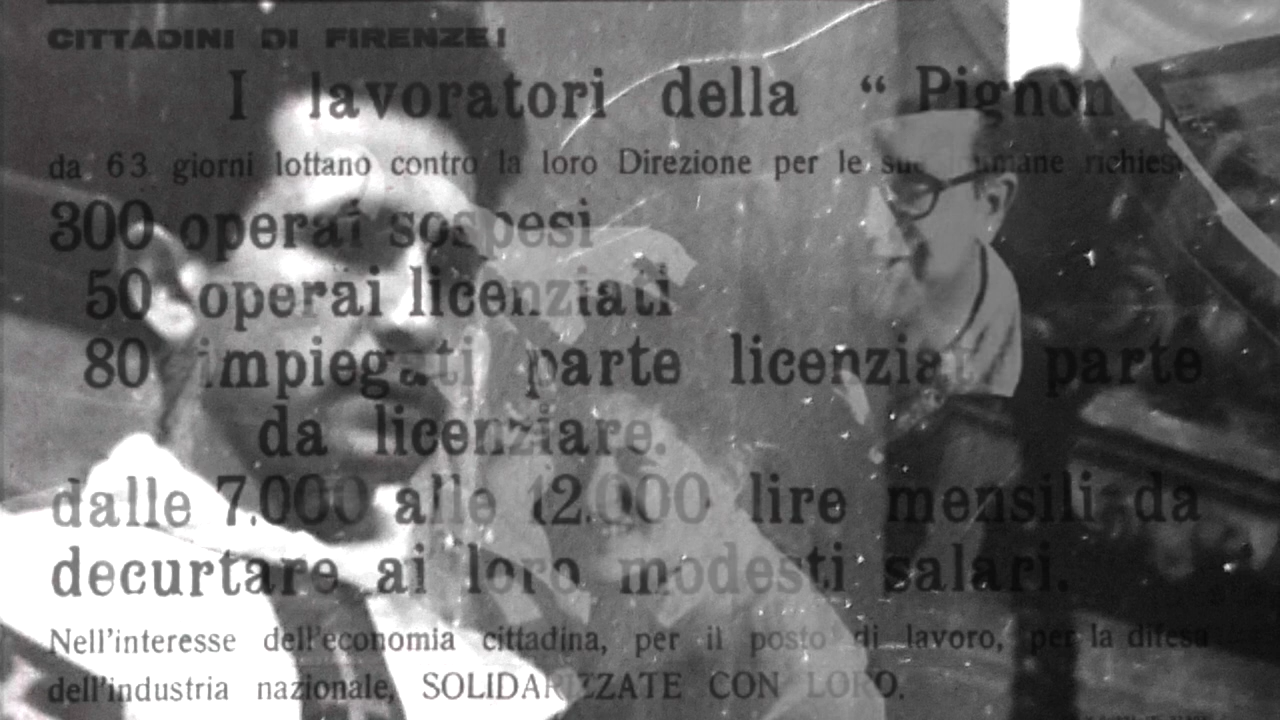 CITTADINI DI FIRENZE!
I lavoratori della “ Pignon
da 63 giorni lottano contro la loro Direzione per le
300 operai sospesi
50 operai licenziati
80 impiegati parte licenziati parte
da licenziare.
dalle 7.000 alle 12.000 lire mensili da
decurtare ai loro modesti salari.
Nell'interesse dell'economia cittadina, per il posto di lavoro, per la difesa
dell'industria nazionale, SOLIDARIZZATE CON LORO.